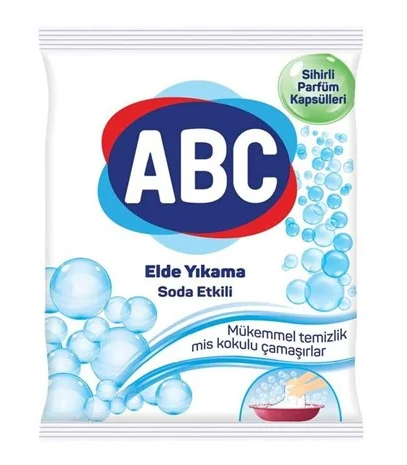 Sihirli
Parfüm
Kapsülleri
ABC
Elde Yıkama
Soda Etkili
Mükemmel temizlik
mis kokulu çamaşırlar